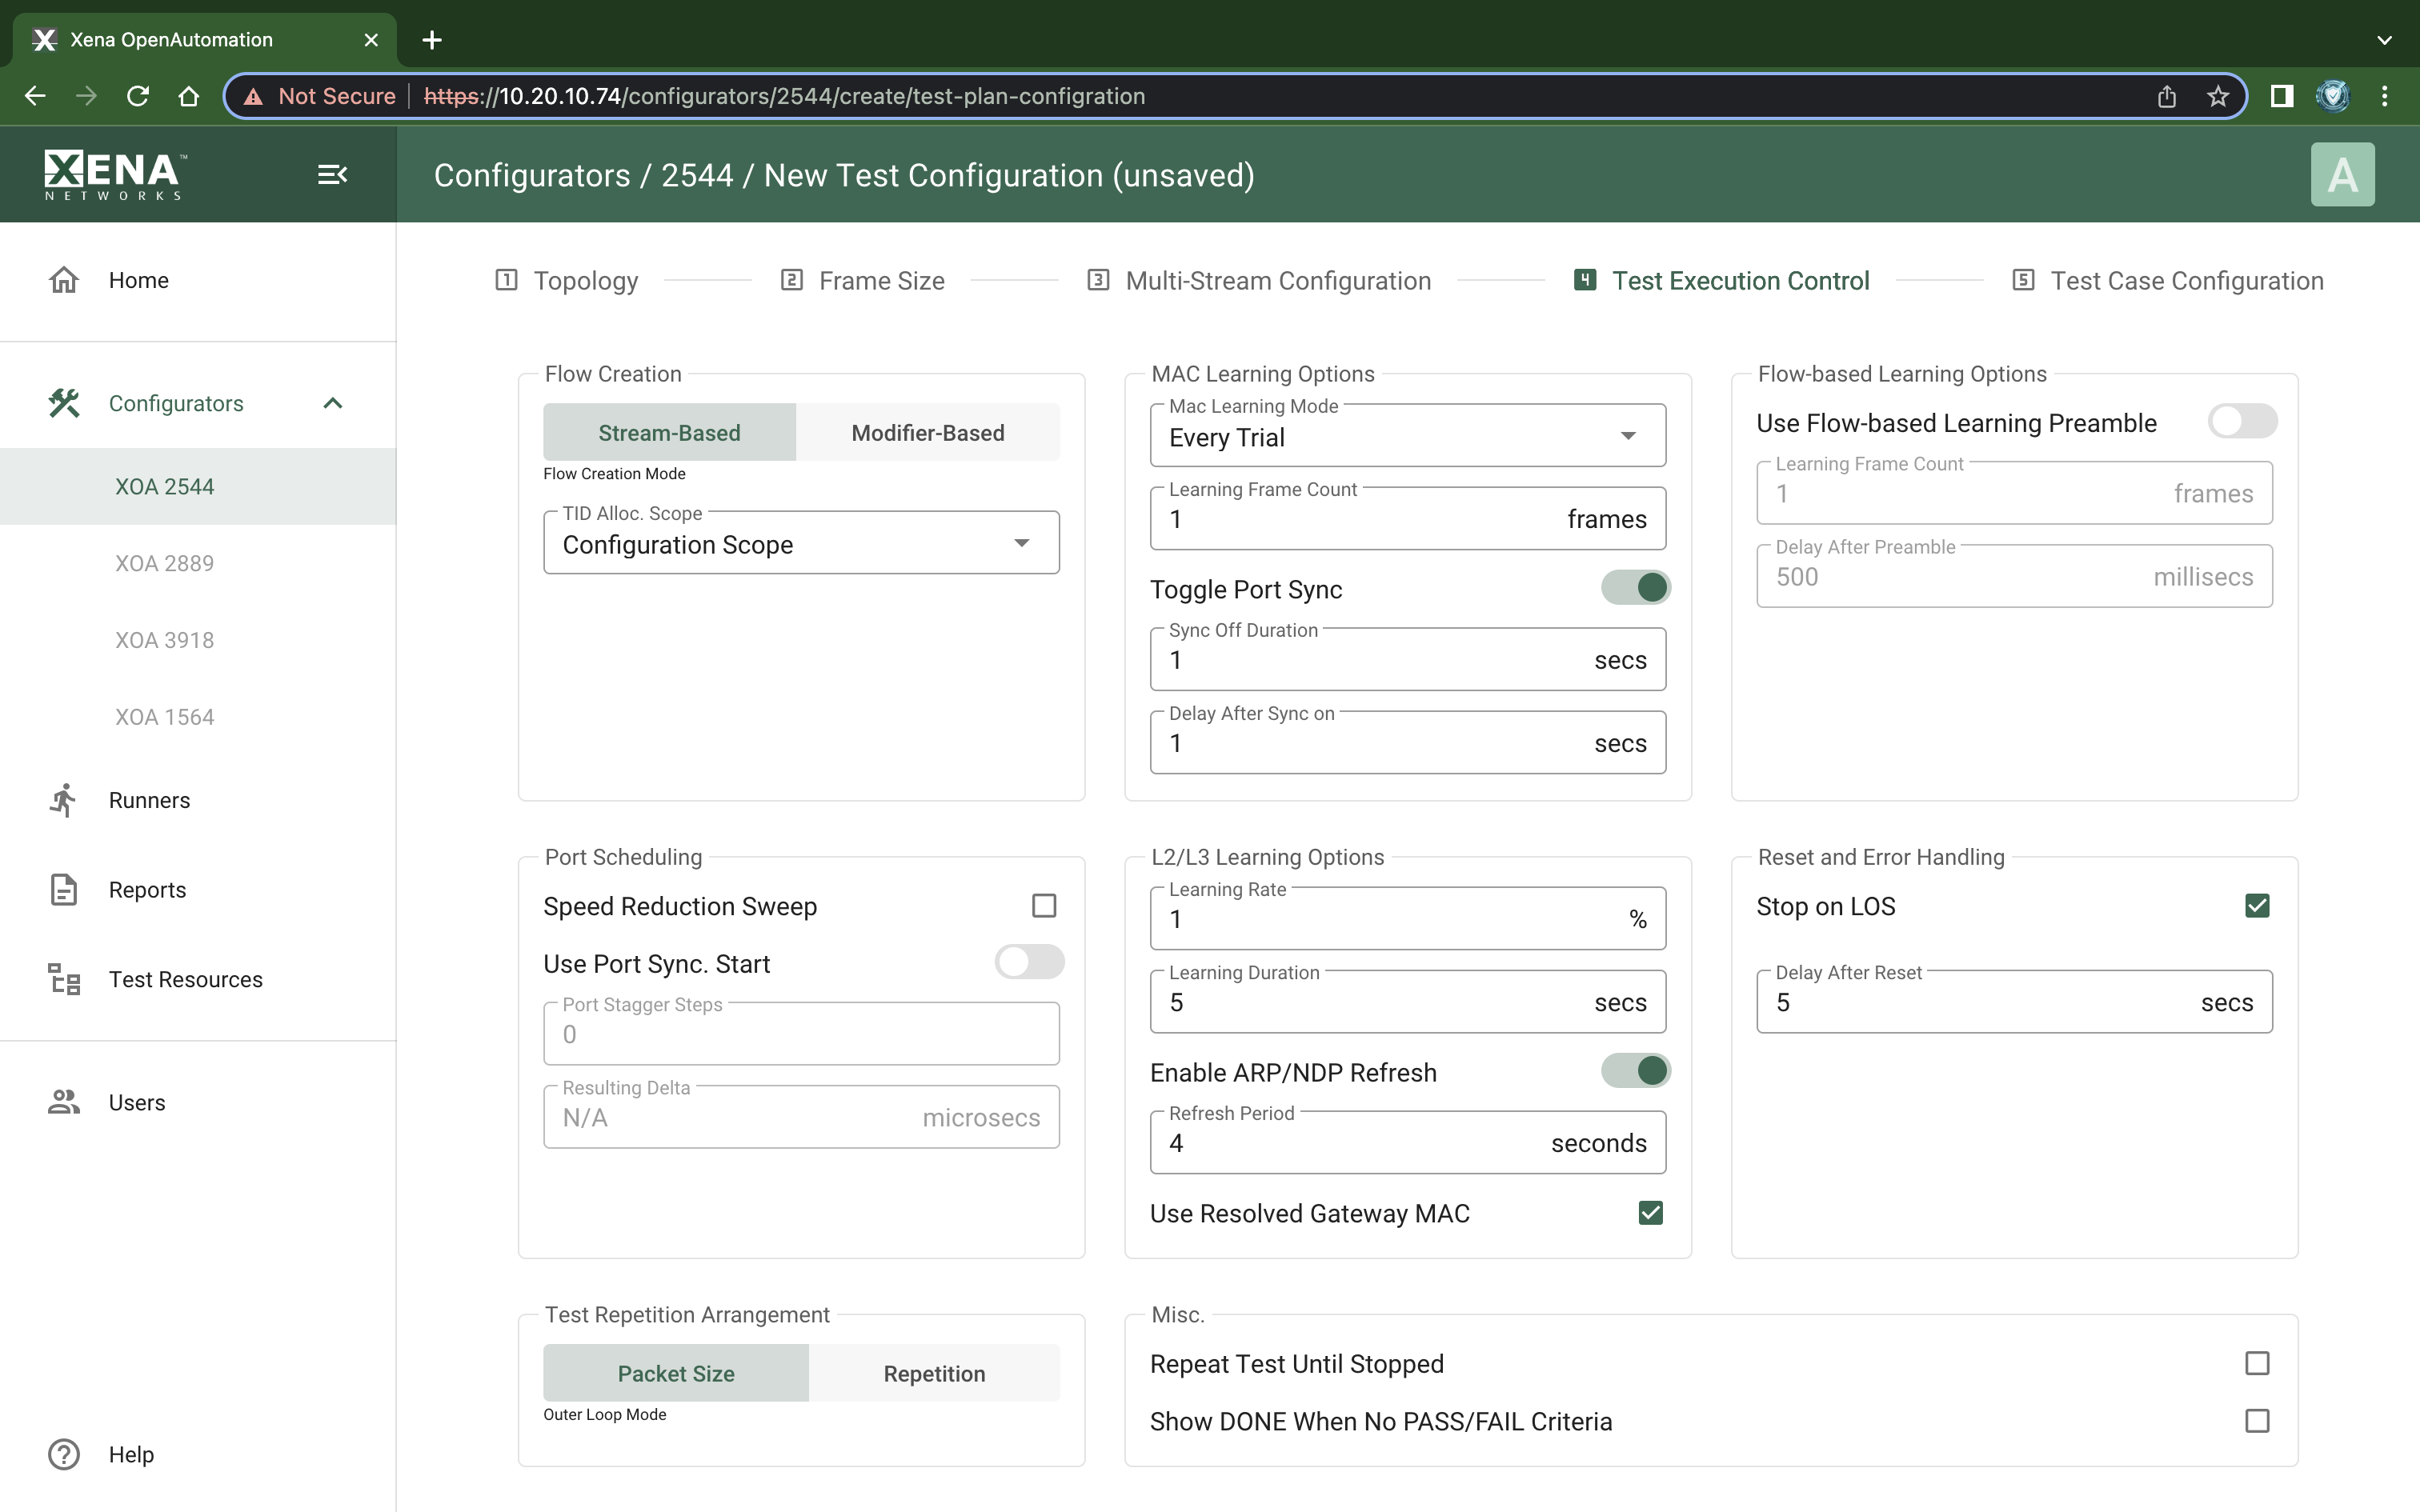 Xena OpenAutomation
Not Secure https://10.20.10.74/configurators/2544/create/test-plan-configration
XENA™
NETWORKS
Configurators / 2544 / New Test Configuration (unsaved)
A
Home
Configurators
XOA 2544
XOA 2889
XOA 3918
XOA 1564
Runners
Reports
Test Resources
Users
Help
1 Topology
2 Frame Size
3 Multi-Stream Configuration
4 Test Execution Control
5 Test Case Configuration
Flow Creation
Stream-Based
Modifier-Based
Flow Creation Mode
TID Alloc. Scope
Configuration Scope
MAC Learning Options
Mac Learning Mode
Every Trial
Learning Frame Count
1 frames
Toggle Port Sync
Sync Off Duration
1 secs
Delay After Sync on
1 secs
Flow-based Learning Options
Use Flow-based Learning Preamble
Learning Frame Count
1 frames
Delay After Preamble
500 millisecs
Port Scheduling
Speed Reduction Sweep
Use Port Sync. Start
Port Stagger Steps
0
Resulting Delta
N/A microsecs
L2/L3 Learning Options
Learning Rate
1 %
Learning Duration
5 secs
Enable ARP/NDP Refresh
Refresh Period
4 seconds
Use Resolved Gateway MAC
Reset and Error Handling
Stop on LOS
Delay After Reset
5 secs
Test Repetition Arrangement
Packet Size
Repetition
Outer Loop Mode
Misc.
Repeat Test Until Stopped
Show DONE When No PASS/FAIL Criteria